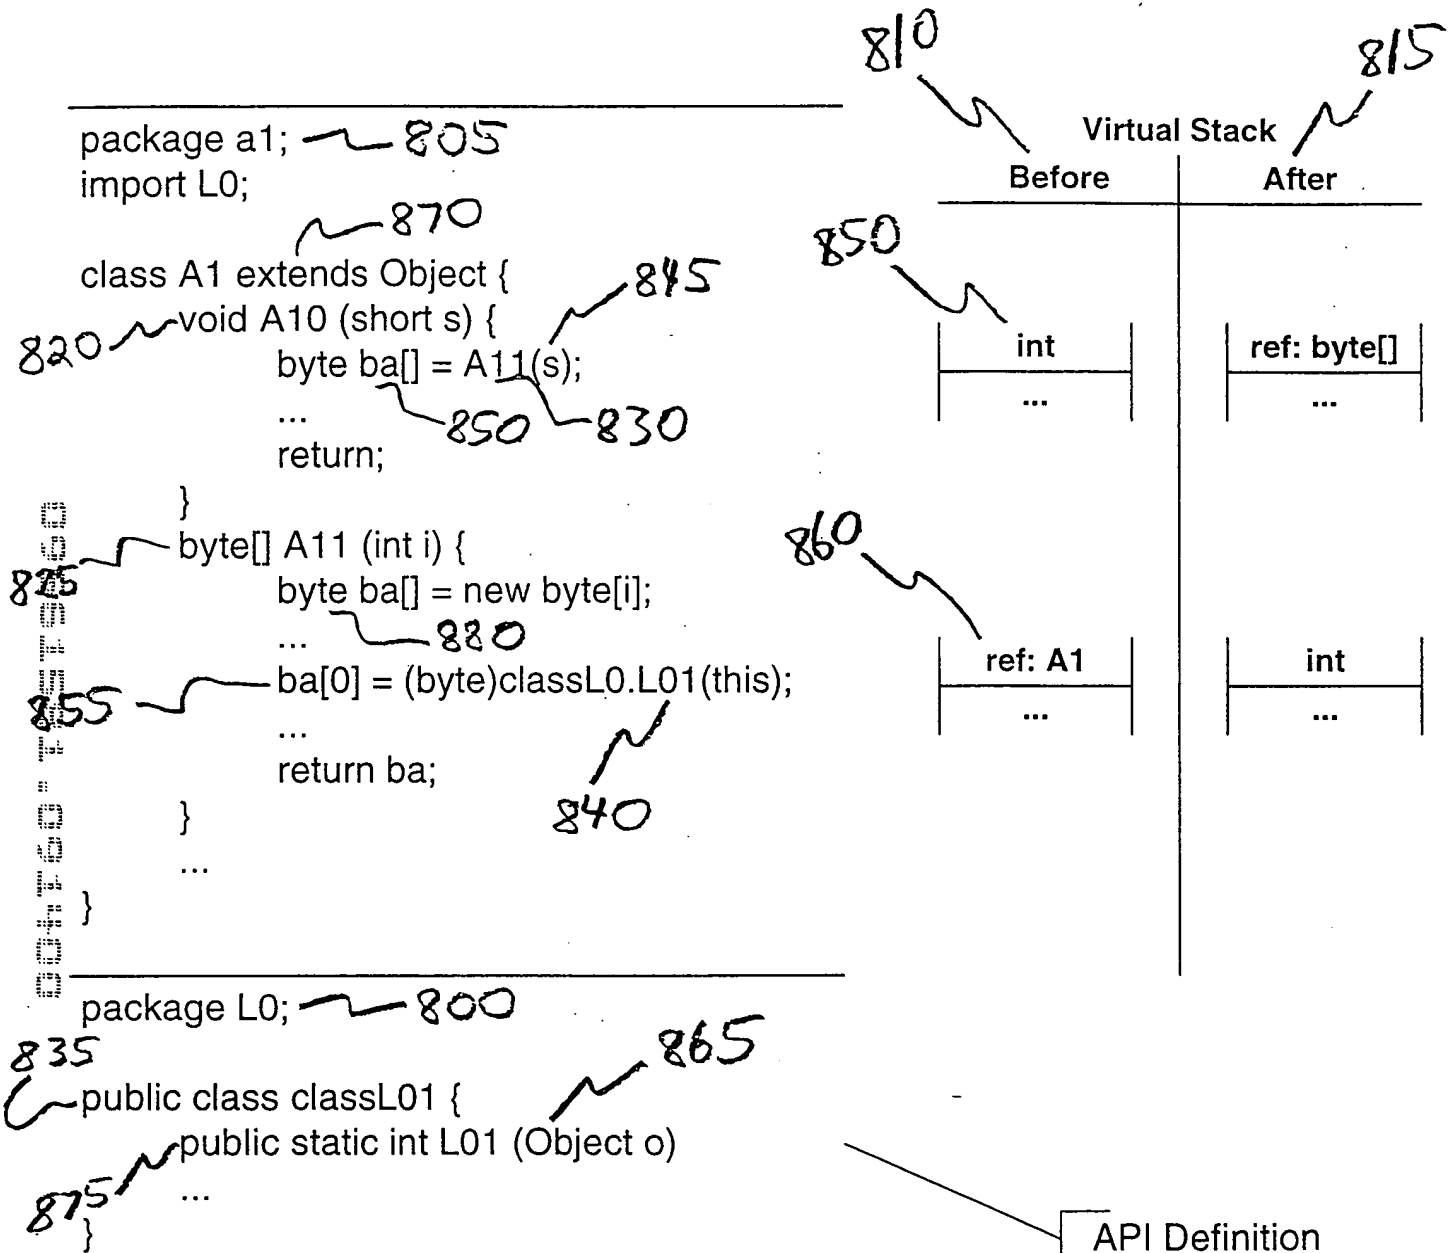 810
815
package a1; 805
import L0;
Virtual Stack
Before After
870
class A1 extends Object {
850
845
820 void A10 (short s) {
byte ba[] = A11(s);
int
ref: byte[]
...
...
...
850 830
return;
}
825 byte[] A11 (int i) {
860
byte ba[] = new byte[i];
... 880
855 ba[0] = (byte)classL0.L01(this);
ref: A1
int
...
...
...
return ba;
840
}
...
}
package L0; 800
835
865
public class classL01 {
public static int L01 (Object o)
875 ...
}
API Definition